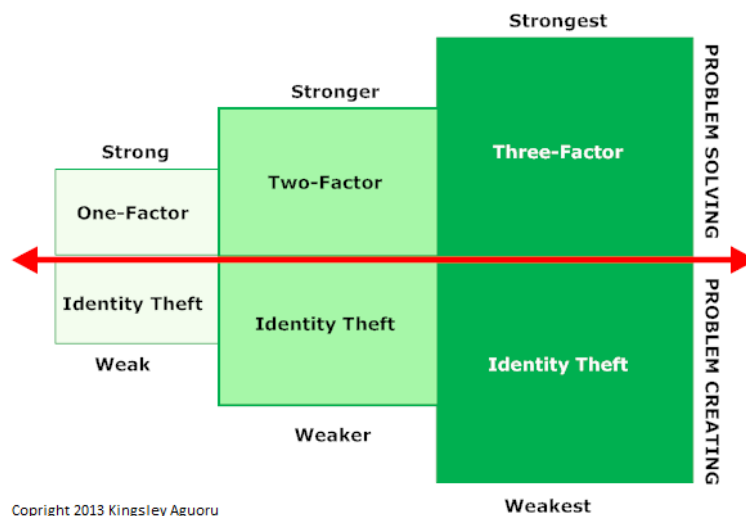 Strongest
Stronger
Strong
Three-Factor
Two-Factor
One-Factor
PROBLEM SOLVING
Identity Theft
Identity Theft
Identity Theft
PROBLEM CREATING
Weak
Weaker
Weakest
Copright 2013 Kingsley Aguoru